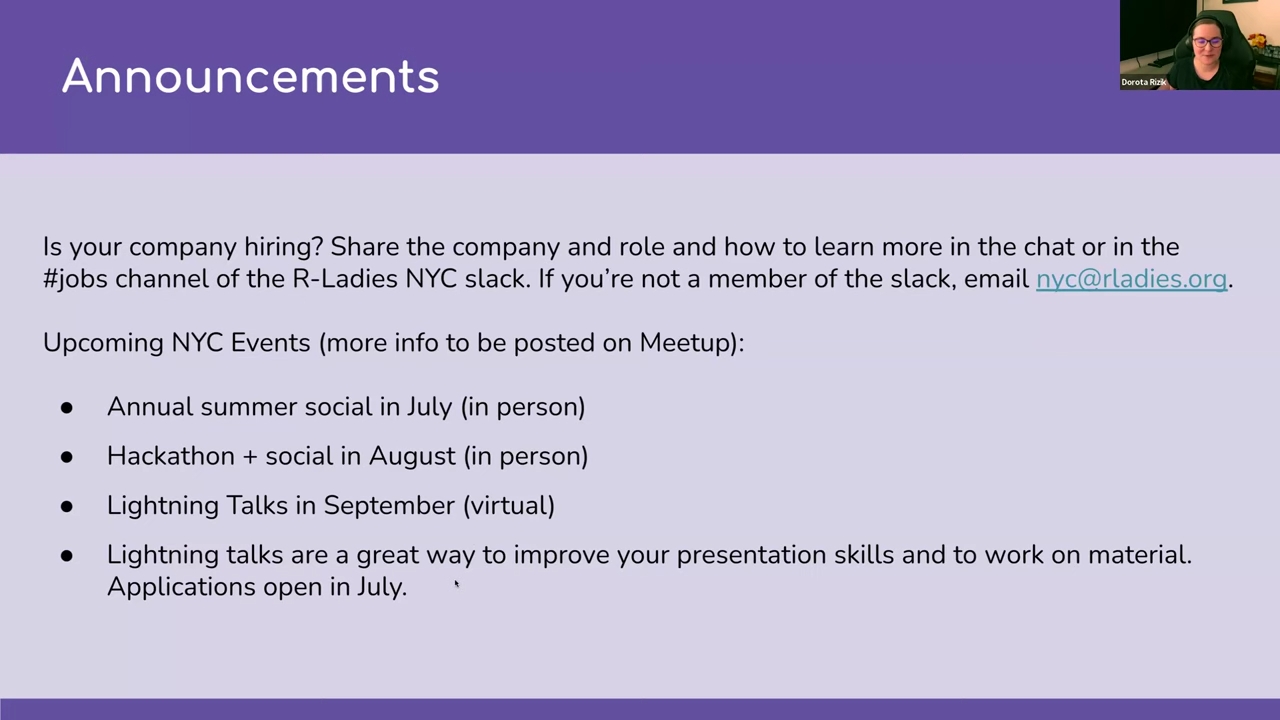 Announcements
Dorota Rizik
Is your company hiring? Share the company and role and how to learn more in the chat or in the
#jobs channel of the R-Ladies NYC slack. If you’re not a member of the slack, email nyc@rladies.org.
Upcoming NYC Events (more info to be posted on Meetup):
● Annual summer social in July (in person)
● Hackathon + social in August (in person)
● Lightning Talks in September (virtual)
● Lightning talks are a great way to improve your presentation skills and to work on material.
Applications open in July.